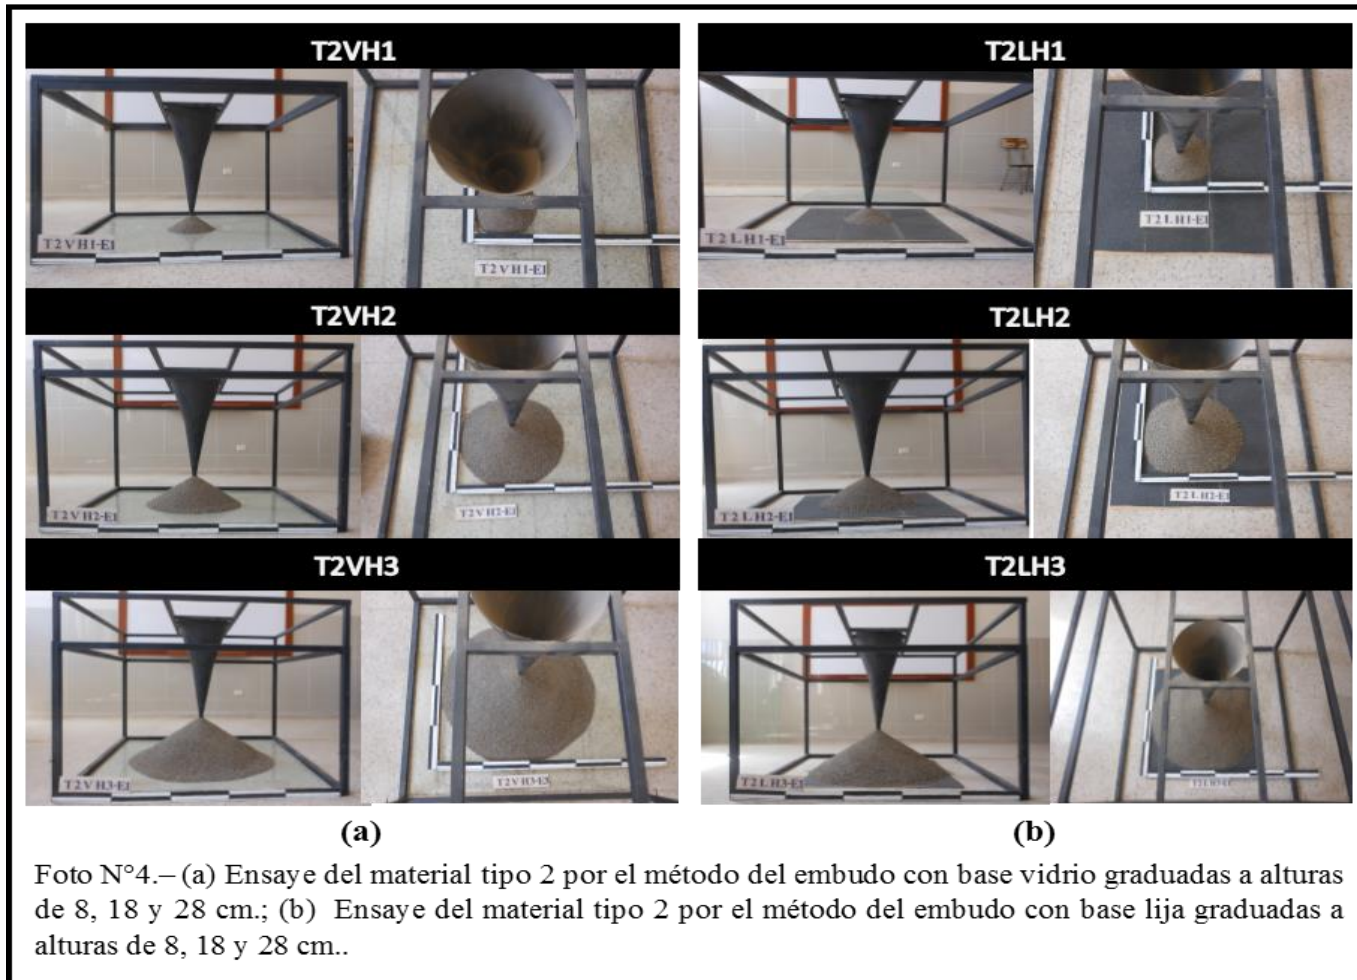 T2VH1
T2LH1
T2VH1-E1
T2VH1-E1
T2LH1-E1
T2LH1-E1
T2VH2
T2LH2
T2VH2-E1
T2VH2-E1
T2LH2-E1
T2LH2-E1
T2VH3
T2LH3
T2VH3-E1
T2VH3-E3
T2LH3-E1
(a)
(b)
Foto N°4.– (a) Ensaye del material tipo 2 por el método del embudo con base vidrio graduadas a alturas
de 8, 18 y 28 cm.; (b) Ensaye del material tipo 2 por el método del embudo con base lija graduadas a
alturas de 8, 18 y 28 cm..